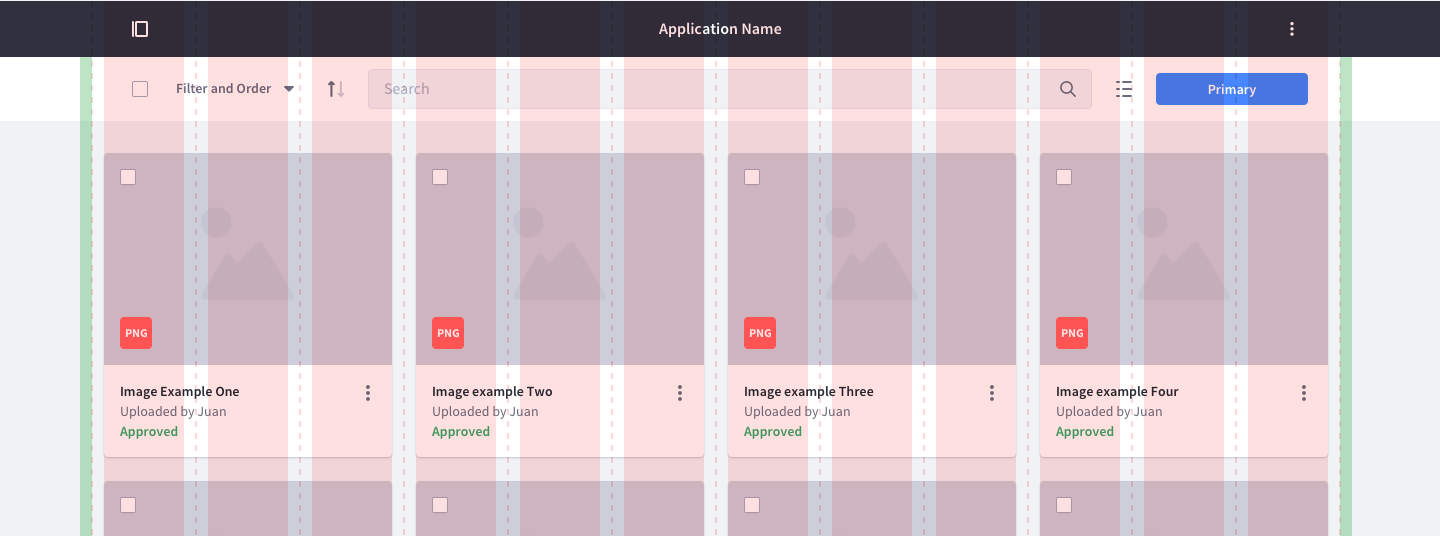 Application Name
Filter and Order
Search
Primary
PNG
PNG
PNG
PNG
Image Example One
Uploaded by Juan
Approved
Image example Two
Uploaded by Juan
Approved
Image example Three
Uploaded by Juan
Approved
Image example Four
Uploaded by Juan
Approved